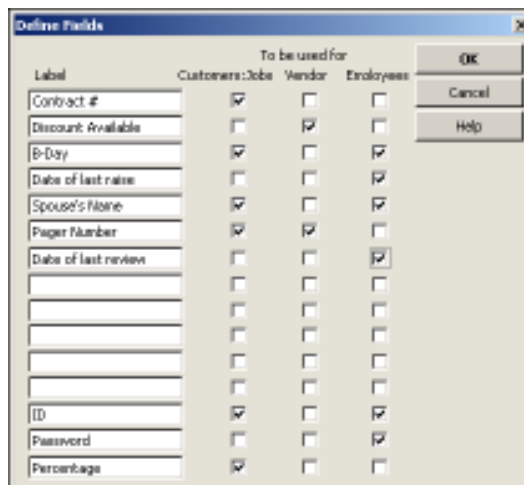 Define Fields
To be used for
Label Customers:Jobs Vendor Employees
OK
Cancel
Help
Contract #
Discount Available
B-Day
Date of last raise
Spouse's Name
Pager Number
Date of last review
ID
Password
Percentage